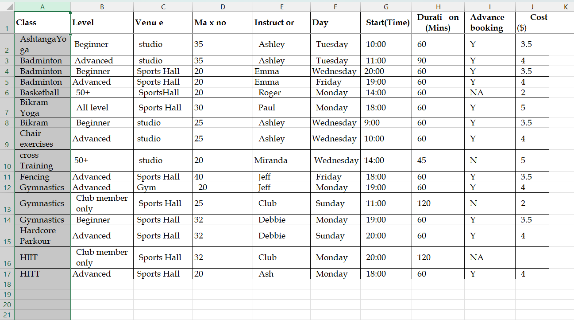 A B C D E F G H I J K
1 Class Level Venu e Ma x no Instruct or Day Start(Time) Durati on (Mins) Advance booking Cost ($)
2 AshtangaYo ga Beginner studio 35 Ashley Tuesday 10:00 60 Y 3.5
3 Badminton Advanced studio 35 Ashley Tuesday 11:00 90 Y 4
4 Badminton Beginner Sports Hall 20 Emma Wednesday 20:00 60 Y 3.5
5 Badminton Advanced Sports Hall 20 Emma Friday 19:00 60 Y 4
6 Basketball 50+ SportsHall 20 Roger Monday 14:00 60 NA 2
7 Bikram Yoga All level Sports Hall 30 Paul Monday 18:00 60 Y 5
8 Bikram Beginner studio 25 Ashley Wednesday 9:00 60 Y 3.5
9 Chair exercises Advanced studio 25 Ashley Wednesday 10:00 60 Y 4
10 cross Training 50+ studio 20 Miranda Wednesday 14:00 45 N 5
11 Fencing Advanced Sports Hall 40 Jeff Friday 18:00 60 Y 3.5
12 Gymnastics Advanced Gym 20 Jeff Monday 19:00 60 Y 4
13 Gymnastics Club member only Sports Hall 25 Club Sunday 11:00 120 N 2
14 Gymnastics Beginner Sports Hall 32 Debbie Monday 19:00 60 Y 3.5
15 Hardcore Parkour Advanced Sports Hall 32 Debbie Sunday 20:00 60 Y 4
16 HIIT Club member only Sports Hall 32 Club Monday 20:00 120 NA
17 HITT Advanced Sports Hall 20 Ash Monday 18:00 60 Y 4
18
19
20
21